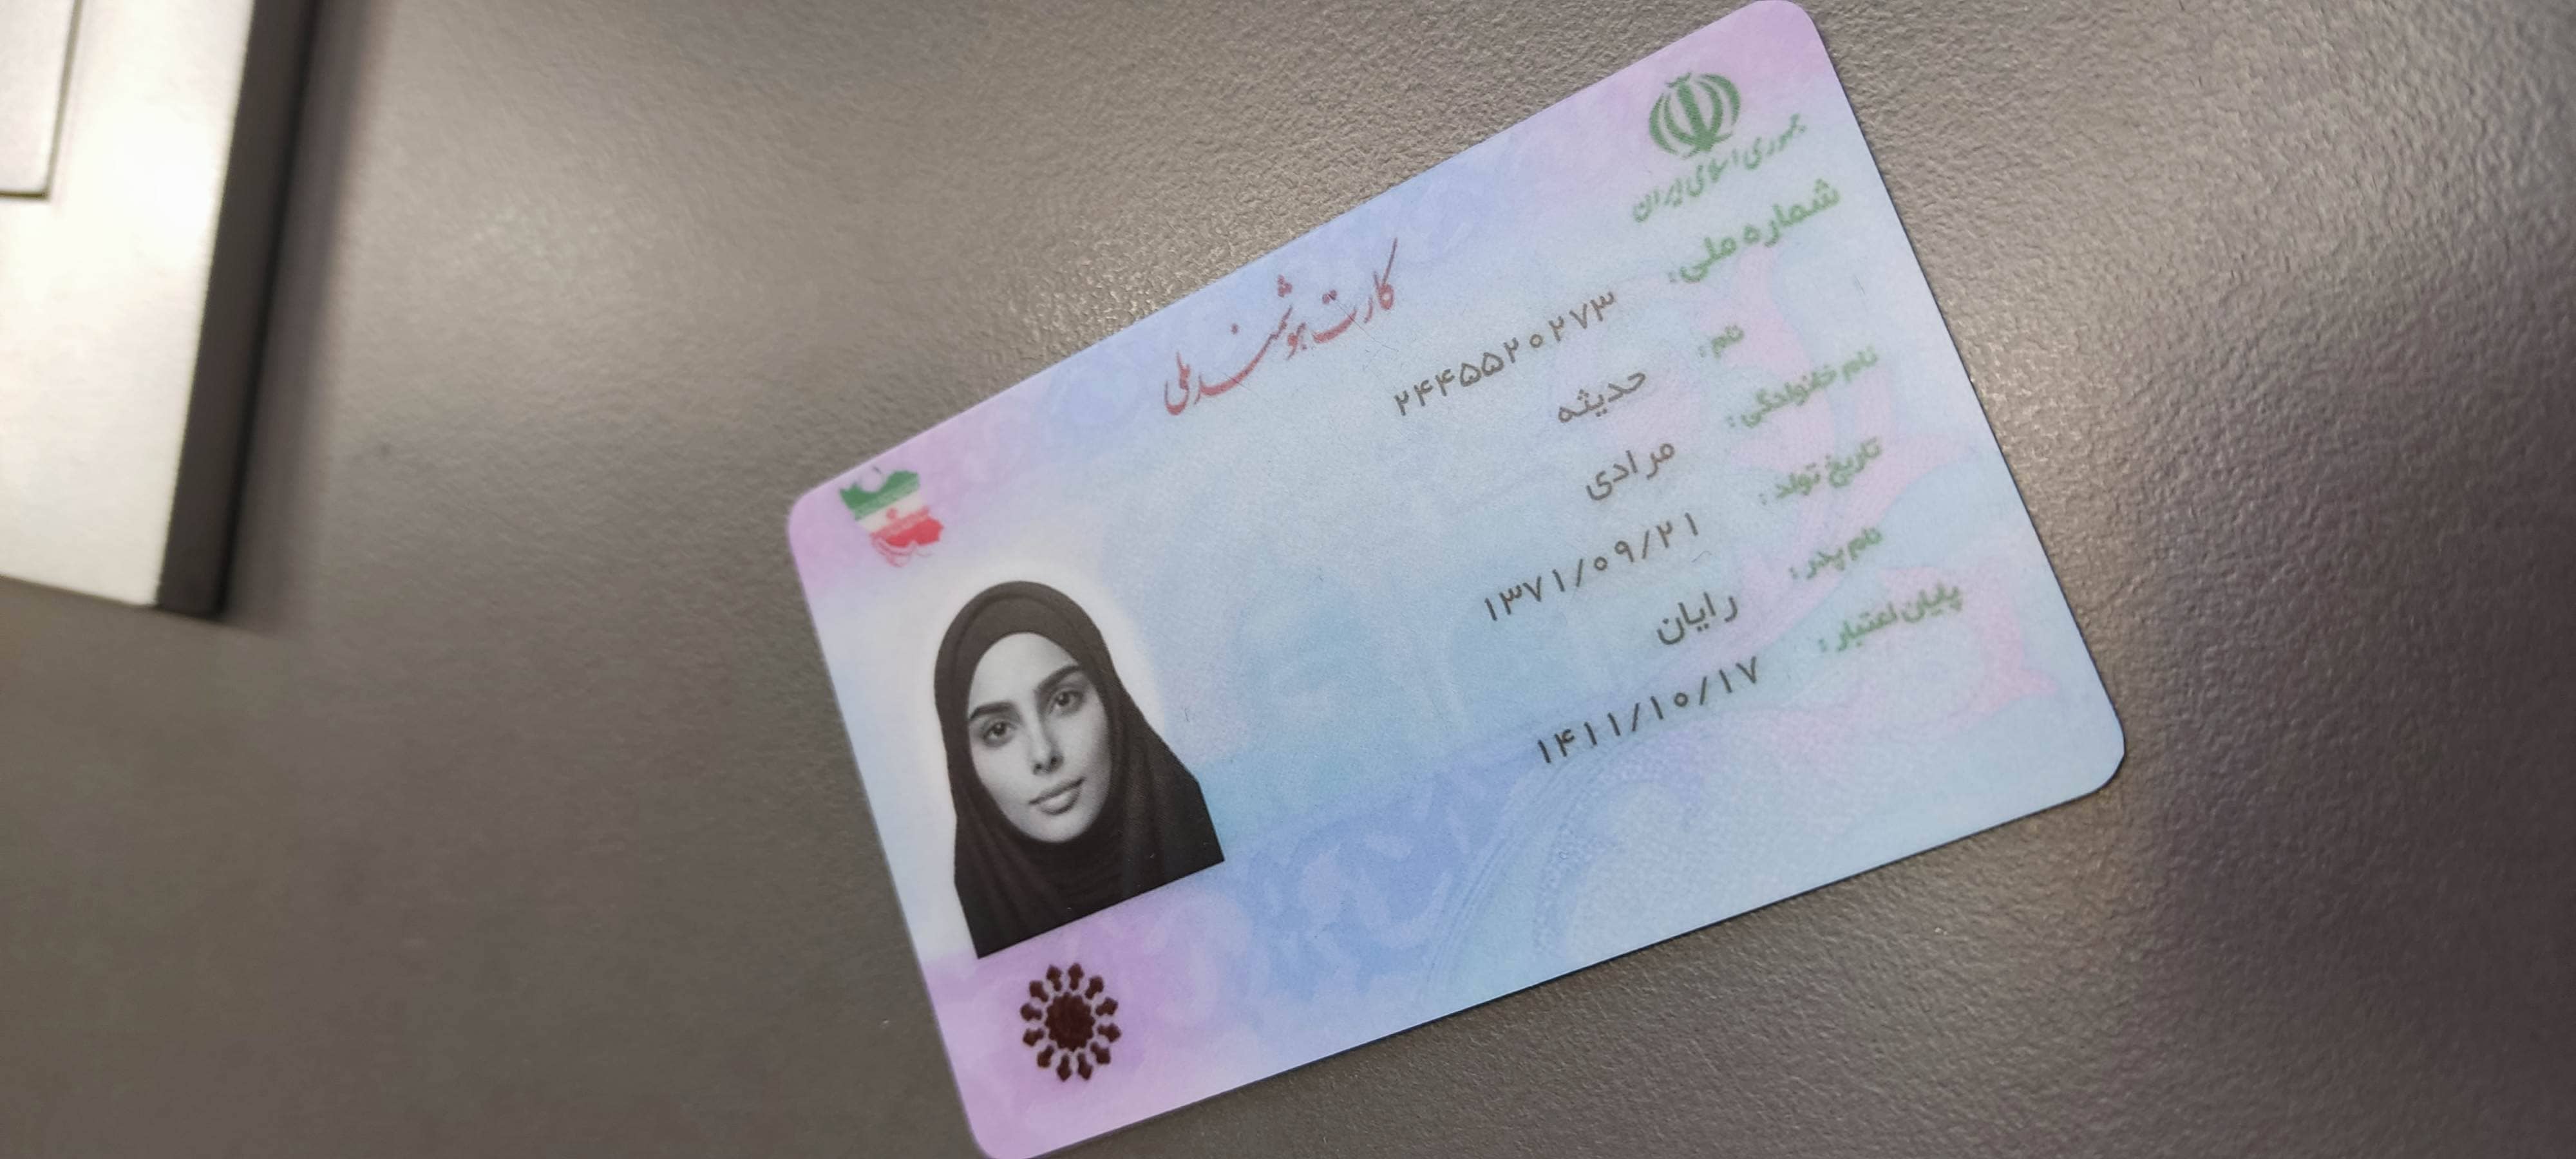 جمهوری اسلامی ایران
کارت هوشمند ملی
شماره ملی: ۲۴۴۵۵۲۰۲۷۳
نام: حدیثه
نام خانوادگی: مرادی
تاریخ تولد: ۱۳۷۱/۰۹/۲۱
نام پدر: رایان
پایان اعتبار: ۱۴۱۱/۱۰/۱۷